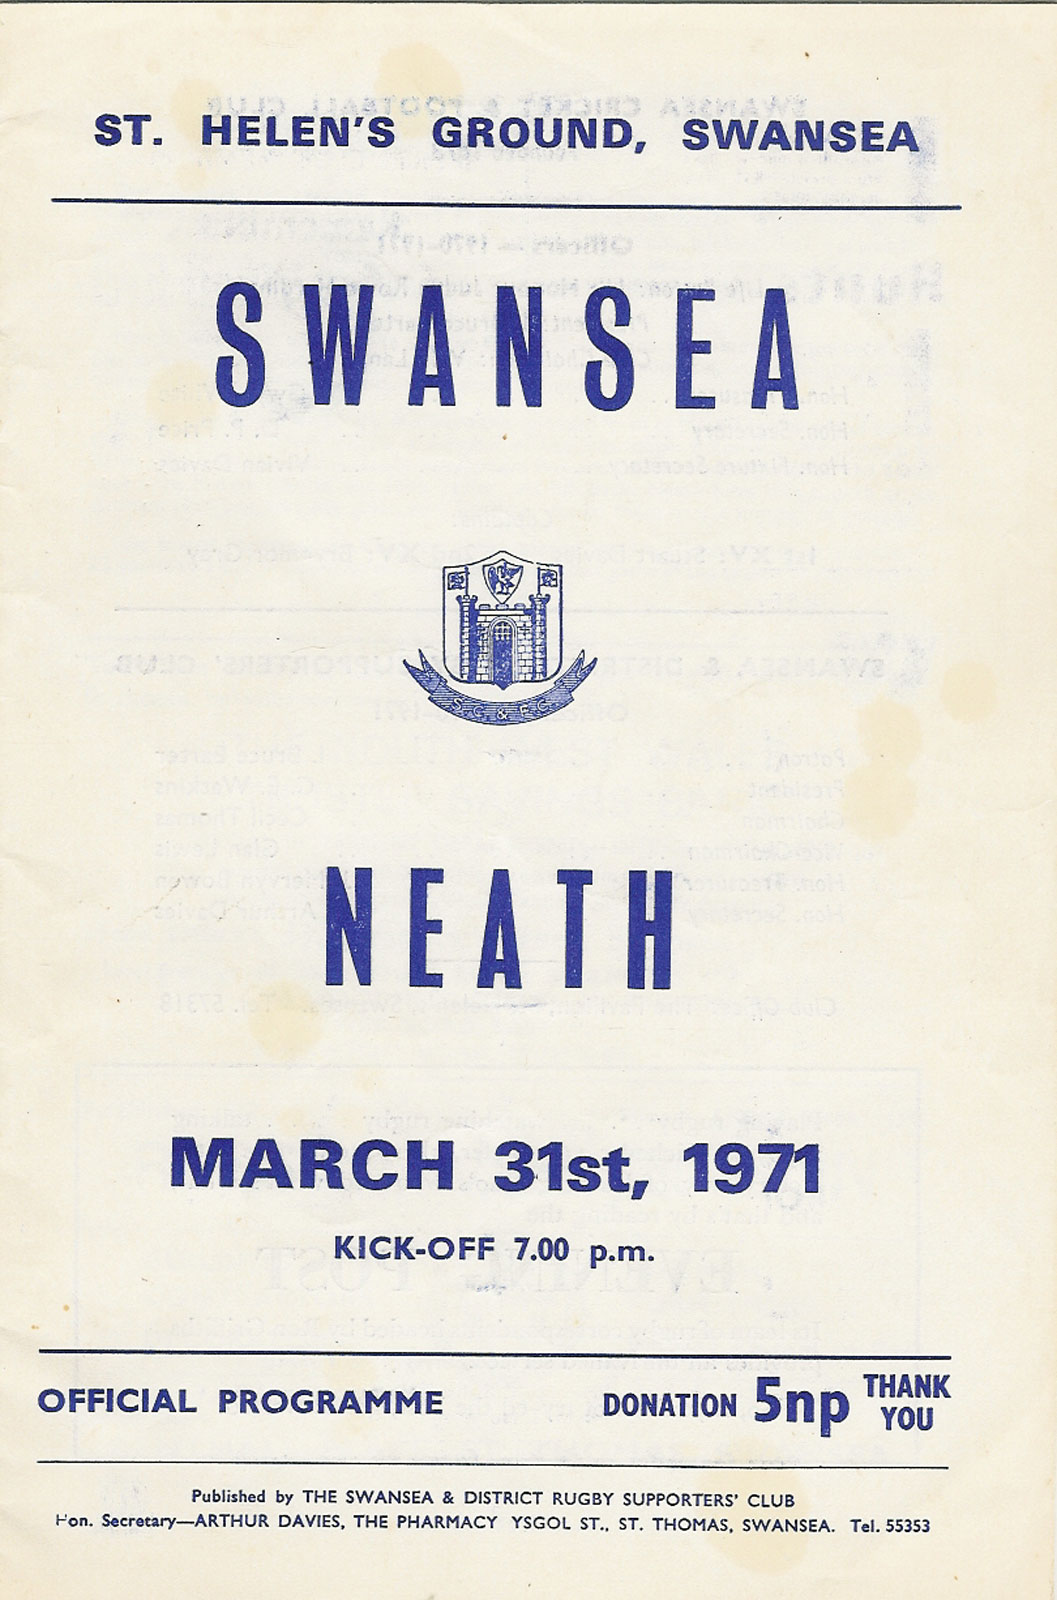 ST. HELEN'S GROUND, SWANSEA
SWANSEA
S.C. & F.C.
NEATH
MARCH 31st, 1971
KICK-OFF 7.00 p.m.
OFFICIAL PROGRAMME DONATION 5np THANK YOU
Published by THE SWANSEA & DISTRICT RUGBY SUPPORTERS' CLUB
Hon. Secretary—ARTHUR DAVIES, THE PHARMACY YSGOL ST., ST. THOMAS, SWANSEA. Tel. 55353